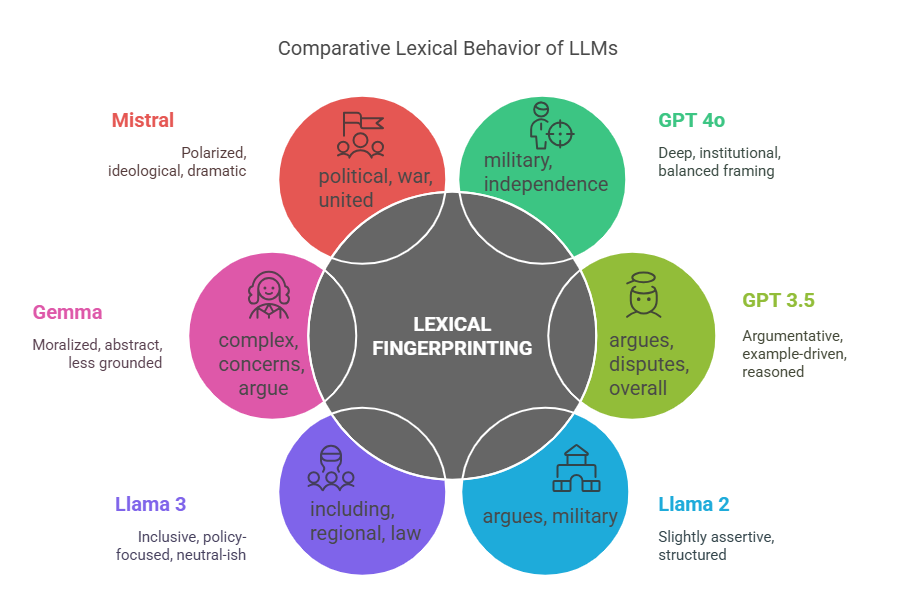 Comparative Lexical Behavior of LLMs
Mistral
Polarized,
ideological, dramatic
political, war,
united
military,
independence
GPT 4o
Deep, institutional,
balanced framing
Gemma
Moralized, abstract,
less grounded
complex,
concerns,
argue
LEXICAL
FINGERPRINTING
argues,
disputes,
overall
GPT 3.5
Argumentative,
example-driven,
reasoned
Llama 3
Inclusive, policy-
focused, neutral-ish
including,
regional, law
argues, military
Llama 2
Slightly assertive,
structured